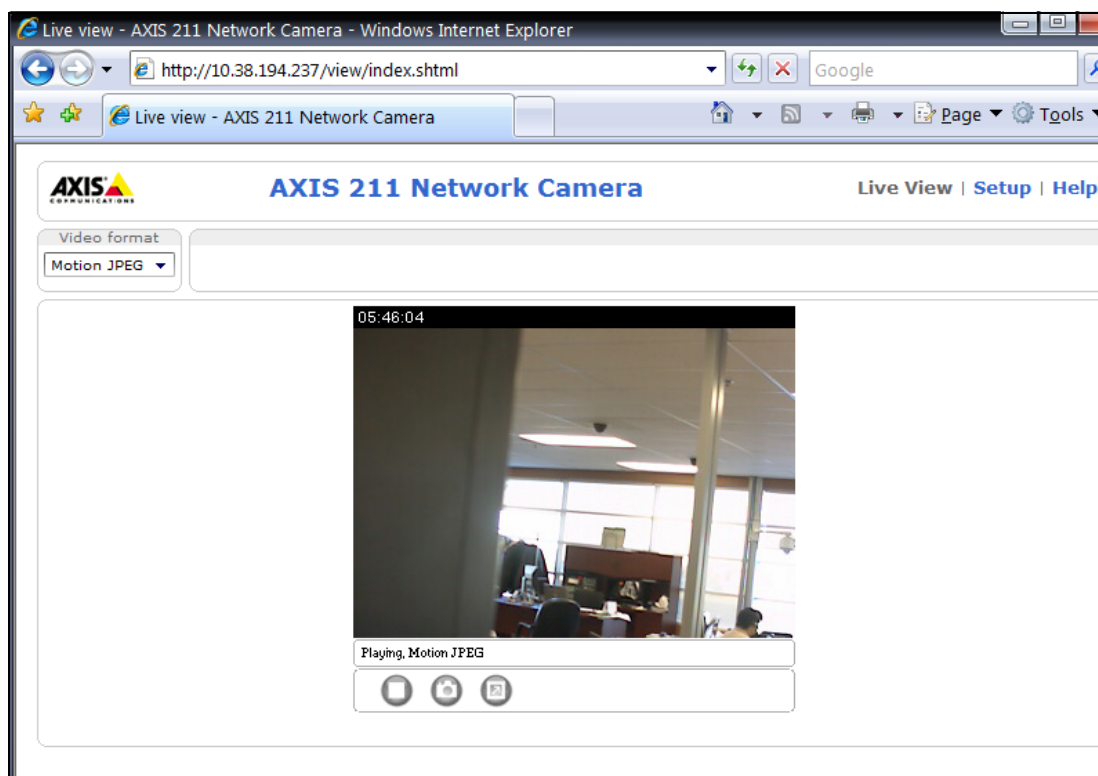 Live view - AXIS 211 Network Camera - Windows Internet Explorer
http://10.38.194.237/view/index.shtml
Google
Live view - AXIS 211 Network Camera
Page
Tools
AXIS
COMMUNICATIONS
AXIS 211 Network Camera
Live View | Setup | Help
Video format
Motion JPEG
05:46:04
Playing, Motion JPEG